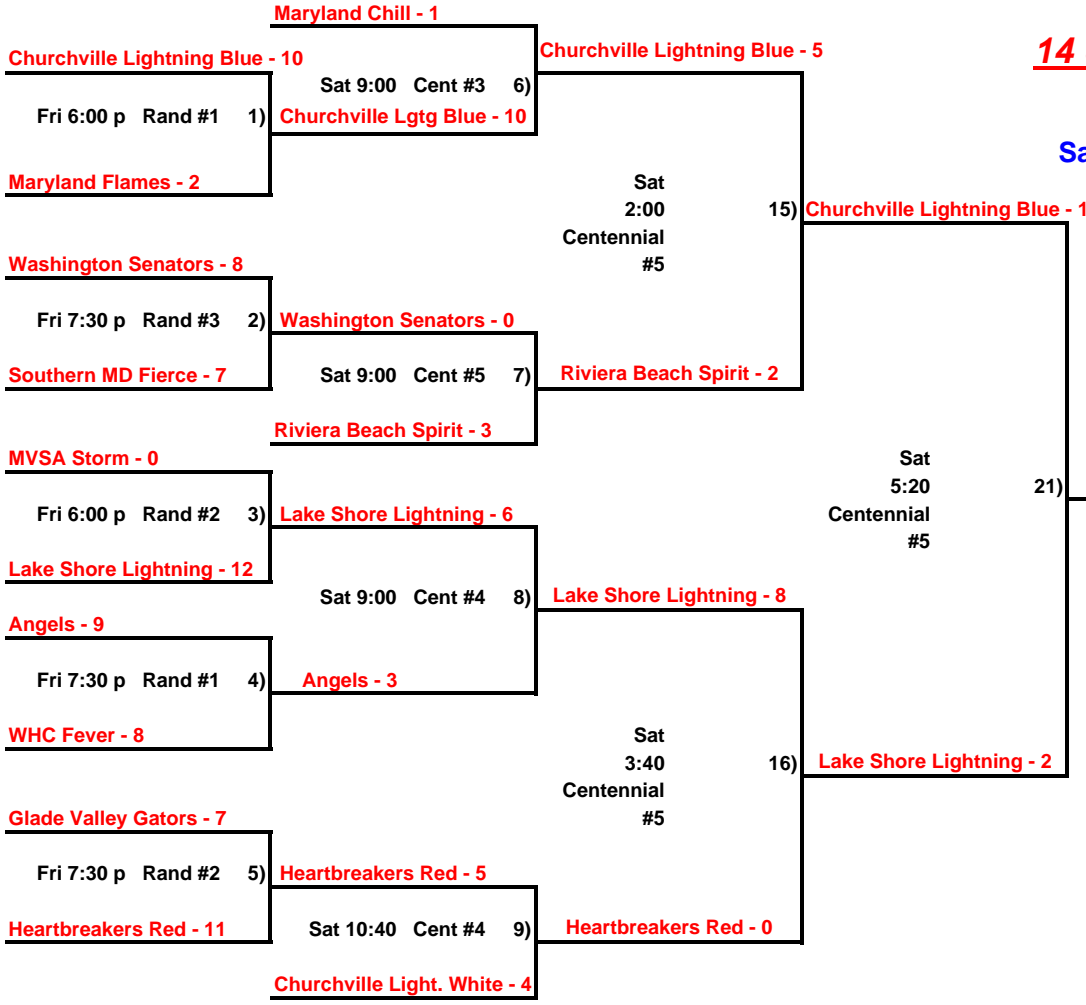 Maryland Chill - 1
Churchville Lightning Blue - 10
Churchville Lightning Blue - 5
14
Sat 9:00 Cent #3 6)
Fri 6:00 p Rand #1 1)
Churchville Lgtg Blue - 10
Sa
Maryland Flames - 2
Sat
2:00
Centennial
#5
15)
Churchville Lightning Blue - 1
Washington Senators - 8
Fri 7:30 p Rand #3 2)
Washington Senators - 0
Southern MD Fierce - 7
Sat 9:00 Cent #5 7)
Riviera Beach Spirit - 2
Riviera Beach Spirit - 3
MVSA Storm - 0
Sat
5:20
Centennial
#5
21)
Fri 6:00 p Rand #2 3)
Lake Shore Lightning - 6
Lake Shore Lightning - 12
Sat 9:00 Cent #4 8)
Lake Shore Lightning - 8
Angels - 9
Fri 7:30 p Rand #1 4)
Angels - 3
WHC Fever - 8
Sat
3:40
Centennial
#5
16)
Lake Shore Lightning - 2
Glade Valley Gators - 7
Fri 7:30 p Rand #2 5)
Heartbreakers Red - 5
Heartbreakers Red - 11
Sat 10:40 Cent #4 9)
Heartbreakers Red - 0
Churchville Light. White - 4